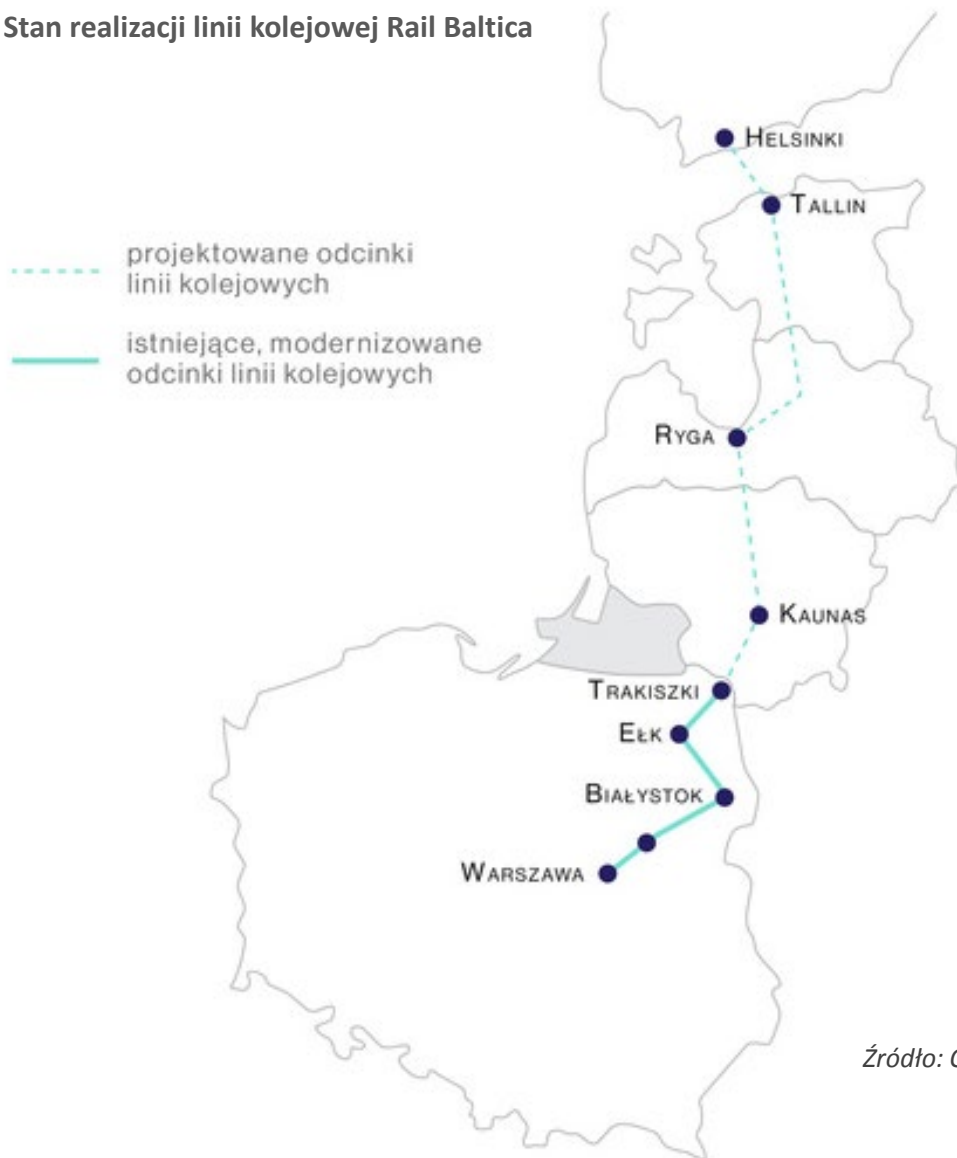 Stan realizacji linii kolejowej Rail Baltica
HELSINKI
TALLIN
projektowane odcinki
linii kolejowych
istniejące, modernizowane
odcinki linii kolejowych
RYGA
KAUNAS
TRAKISZKI
EŁK
BIAŁYSTOK
WARSZAWA
Źródło: